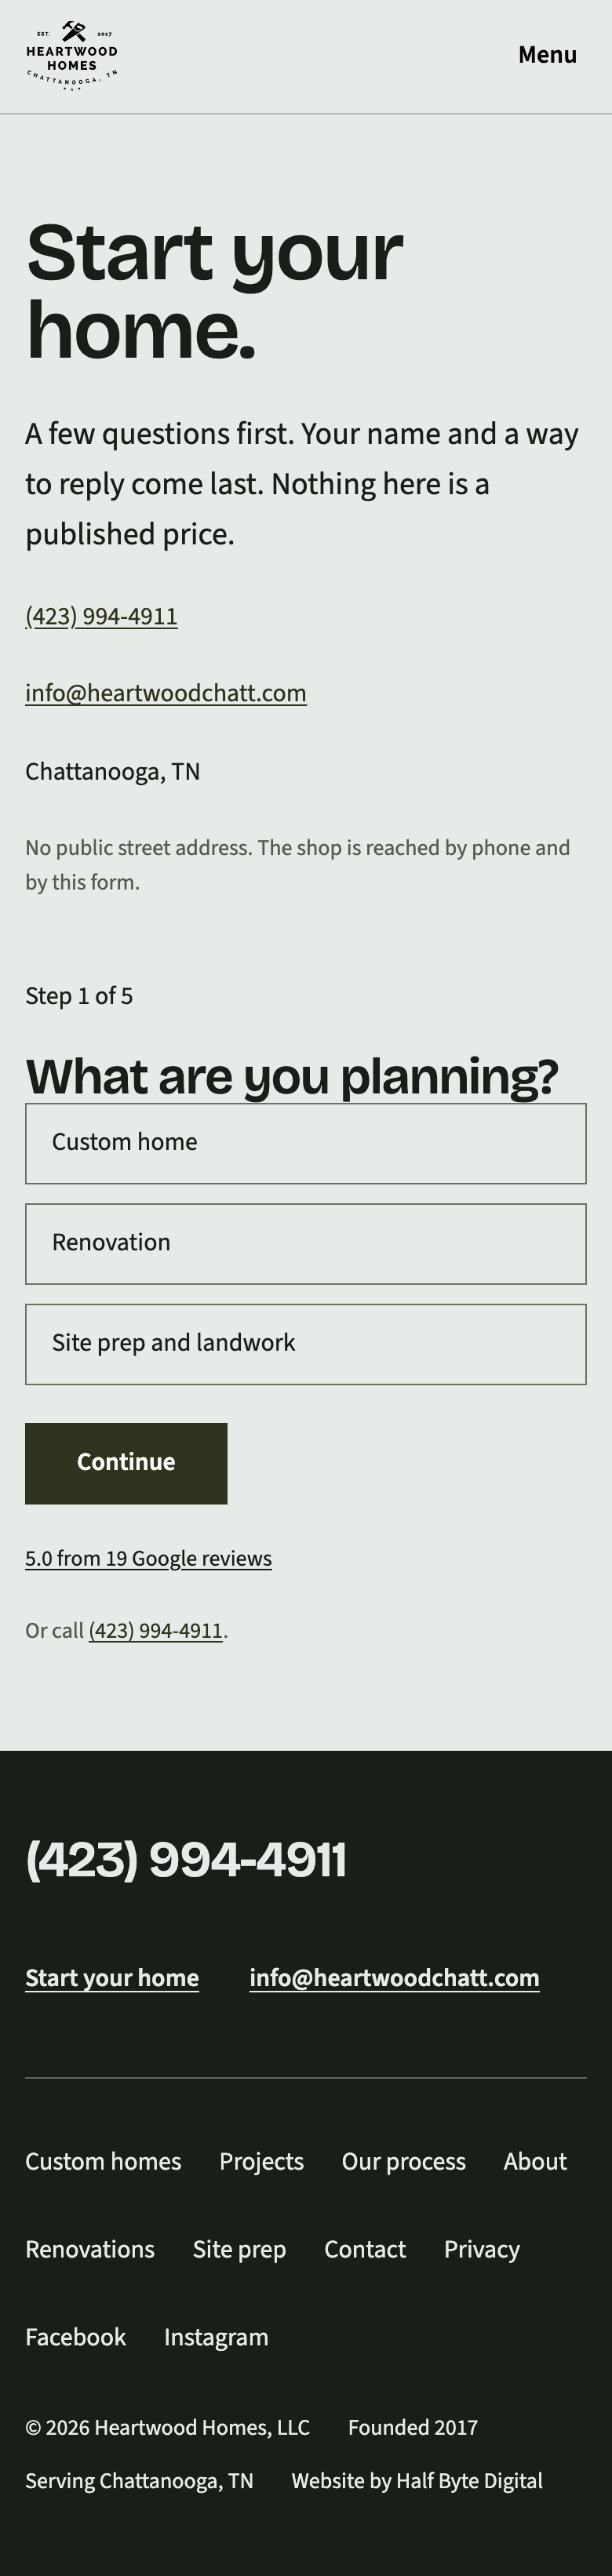 EST. 2017
HEARTWOOD
HOMES
CHATTANOOGA, TN
Menu
Start your
home.
A few questions first. Your name and a way
to reply come last. Nothing here is a
published price.
(423) 994-4911
info@heartwoodchatt.com
Chattanooga, TN
No public street address. The shop is reached by phone and
by this form.
Step 1 of 5
What are you planning?
Custom home
Renovation
Site prep and landwork
Continue
5.0 from 19 Google reviews
Or call (423) 994-4911.
(423) 994-4911
Start your home info@heartwoodchatt.com
Custom homes Projects Our process About
Renovations Site prep Contact Privacy
Facebook Instagram
© 2026 Heartwood Homes, LLC Founded 2017
Serving Chattanooga, TN Website by Half Byte Digital